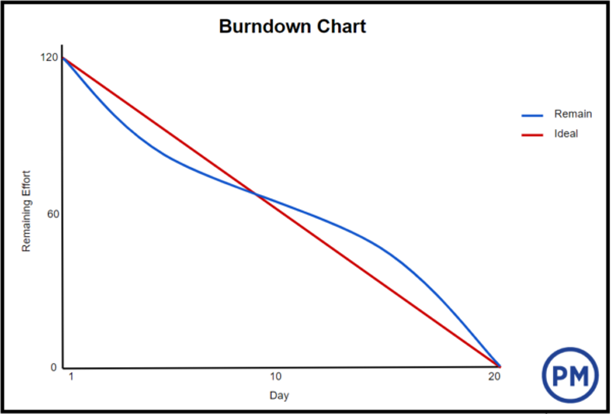 Burndown Chart
120
Remain
Ideal
Remaining Effort
60
0
1 10 20
Day
PM